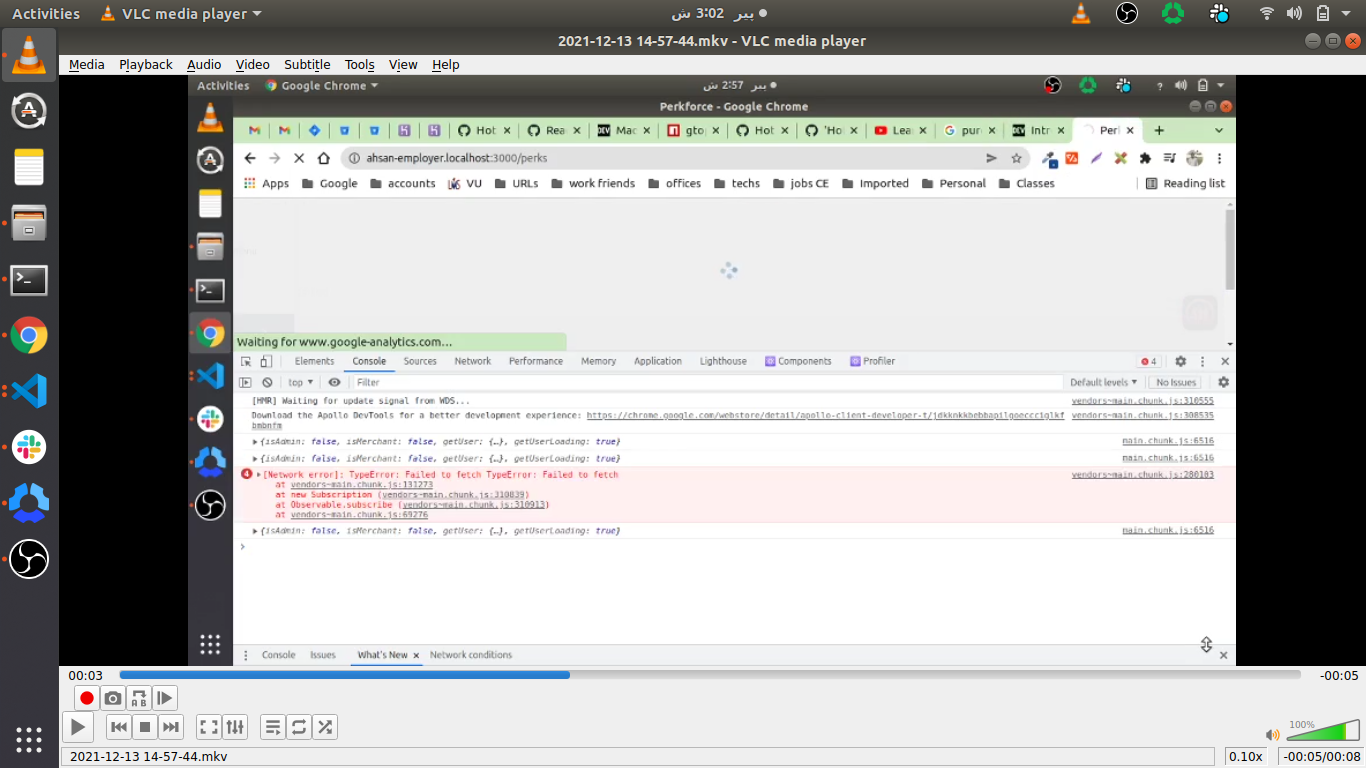 Activities VLC media player پیر 3:02 ش
2021-12-13 14-57-44.mkv - VLC media player
Media Playback Audio Video Subtitle Tools View Help
Activities Google Chrome پیر 2:57 ش
Perkforce - Google Chrome
Hot Rea DEV Mac gto Hot 'Ho Lea pur DEV Intr Perl
ahsan-employer.localhost:3000/perks
Apps Google accounts VU URLs work friends offices techs jobs CE Imported Personal Classes Reading list
Waiting for www.google-analytics.com...
Elements Console Sources Network Performance Memory Application Lighthouse Components Profiler 4
top Filter Default levels No Issues
[HMR] Waiting for update signal from WDS... vendors~main.chunk.js:310555
Download the Apollo DevTools for a better development experience: https://chrome.google.com/webstore/detail/apollo-client-developer-t/jdkknkkbebbapilgoeccciglkf vendors~main.chunk.js:308535
bmbnfm
{isAdmin: false, isMerchant: false, getUser: {…}, getUserLoading: true} main.chunk.js:6516
{isAdmin: false, isMerchant: false, getUser: {…}, getUserLoading: true} main.chunk.js:6516
4 [Network error]: TypeError: Failed to fetch TypeError: Failed to fetch vendors~main.chunk.js:280103
at vendors~main.chunk.js:131273
at new Subscription (vendors~main.chunk.js:310839)
at Observable.subscribe (vendors~main.chunk.js:310913)
at vendors~main.chunk.js:69276
{isAdmin: false, isMerchant: false, getUser: {…}, getUserLoading: true} main.chunk.js:6516
Console Issues What's New Network conditions
00:03 -00:05
A B
100%
2021-12-13 14-57-44.mkv 0.10x -00:05/00:08